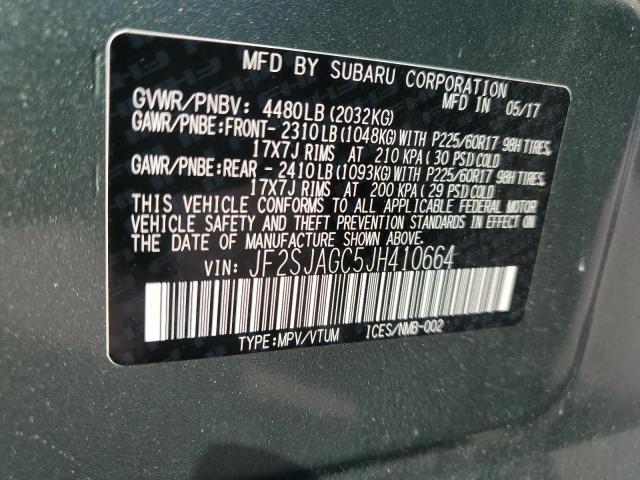 MFD BY SUBARU CORPORATION
MFD IN 05/17
GVWR/PNBV: 4480LB (2032KG)
GAWR/PNBE:FRONT- 2310LB(1048KG)WITH P225/60R17 98H TIRES,
17X7J RIMS AT 210 KPA(30 PSI)COLD
GAWR/PNBE:REAR - 2410LB(1093KG)WITH P225/60R17 98H TIRES,
17X7J RIMS AT 200 KPA(29 PSI)COLD
THIS VEHICLE CONFORMS TO ALL APPLICABLE FEDERAL MOTOR
VEHICLE SAFETY AND THEFT PREVENTION STANDARDS IN EFFECT ON
THE DATE OF MANUFACTURE SHOWN ABOVE.
VIN: JF2SJAGC5JH410664
TYPE:MPV/VTUM ICES/NMB-002